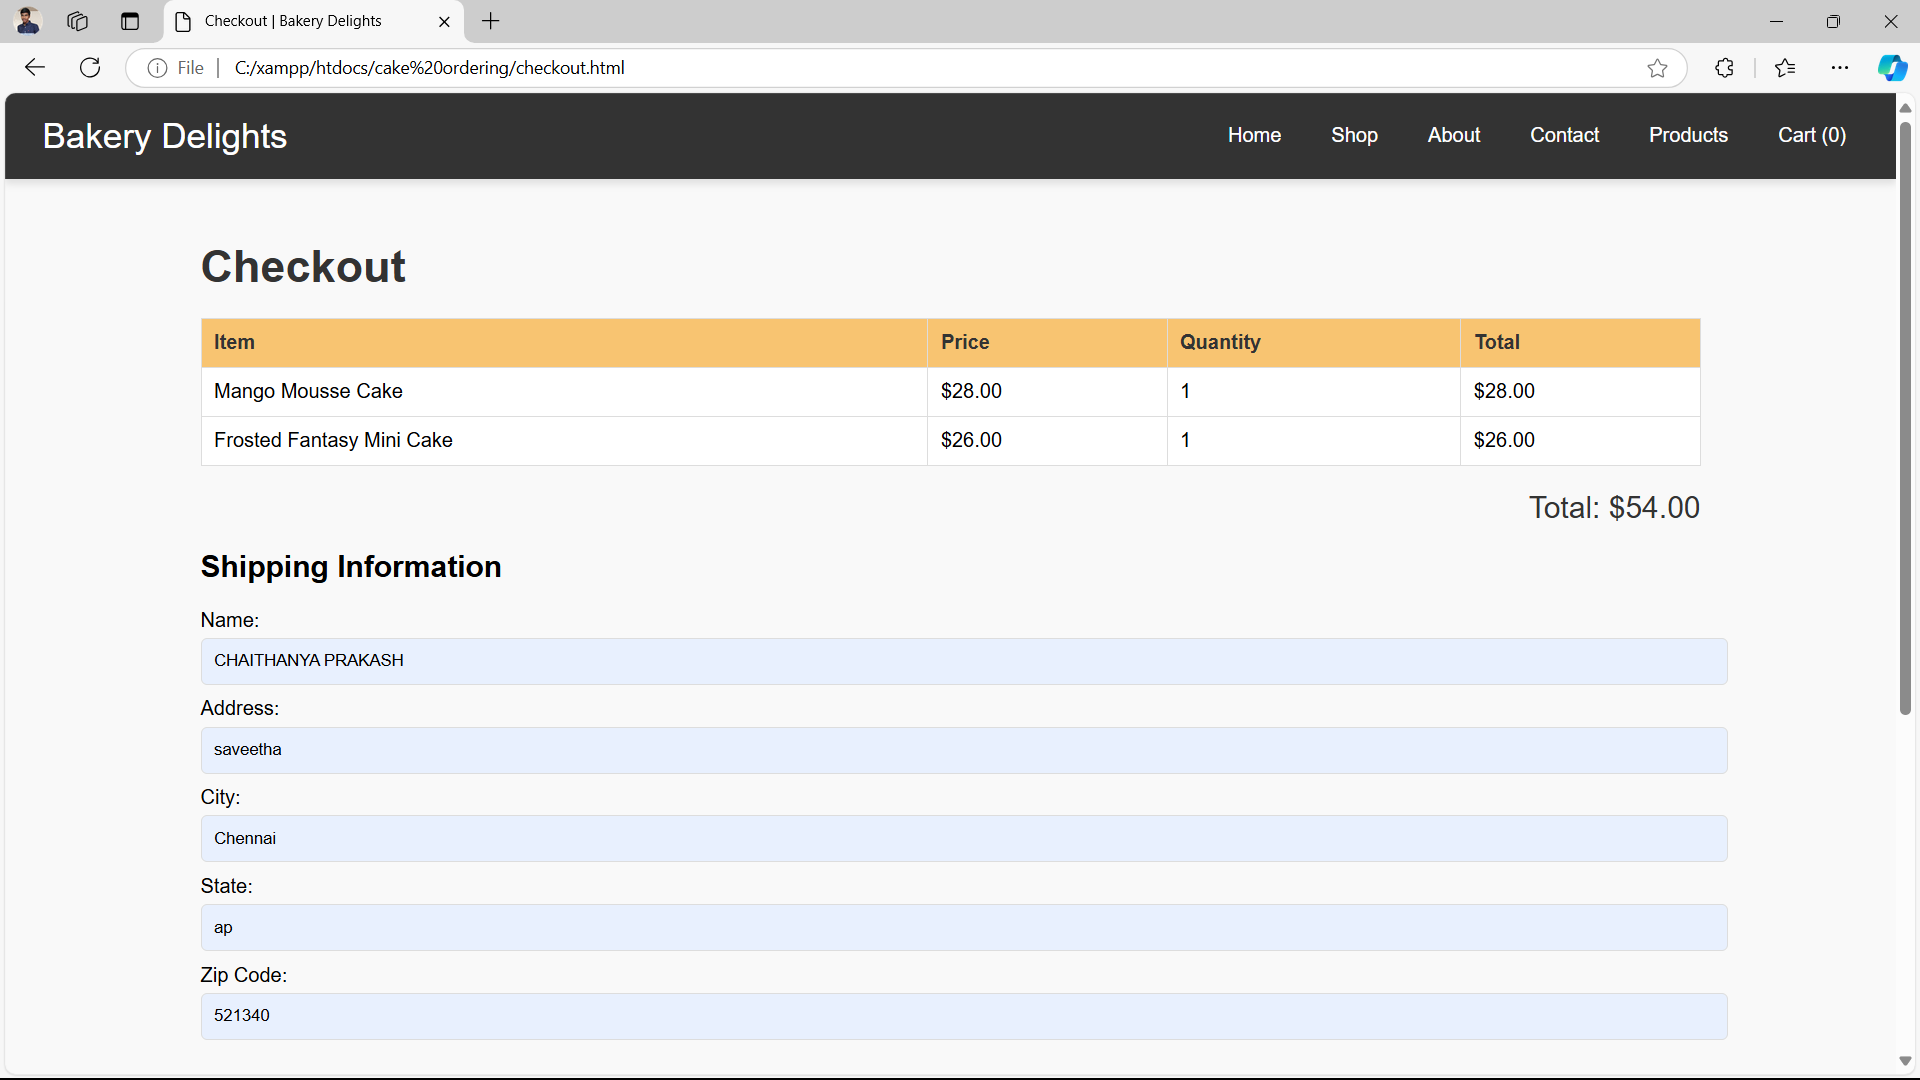 Checkout | Bakery Delights
File | C:/xampp/htdocs/cake%20ordering/checkout.html
Bakery Delights Home Shop About Contact Products Cart (0)
Checkout
Item Price Quantity Total
Mango Mousse Cake $28.00 1 $28.00
Frosted Fantasy Mini Cake $26.00 1 $26.00
Total: $54.00
Shipping Information
Name:
CHAITHANYA PRAKASH
Address:
saveetha
City:
Chennai
State:
ap
Zip Code:
521340